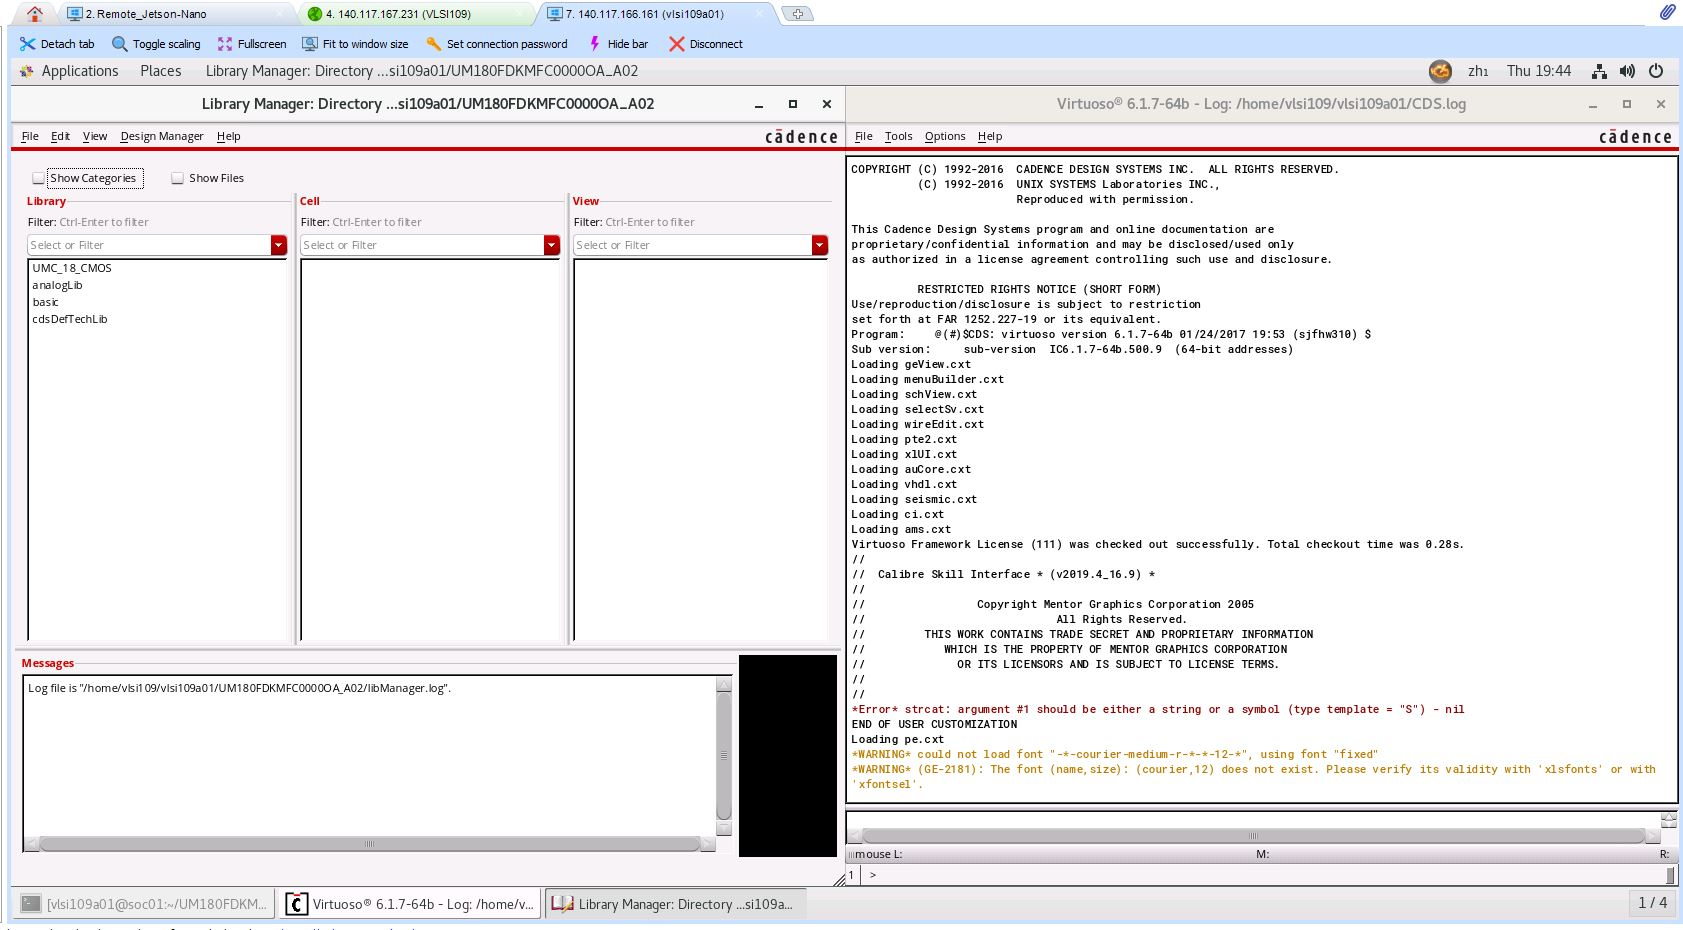 2. Remote_Jetson-Nano
4. 140.117.167.231 (VLSI109)
7. 140.117.166.161 (vlsi109a01)
Detach tab
Toggle scaling
Fullscreen
Fit to window size
Set connection password
Hide bar
Disconnect
Applications Places Library Manager: Directory ...si109a01/UM180FDKMFC0000OA_A02
zh₁ Thu 19:44
Library Manager: Directory ...si109a01/UM180FDKMFC0000OA_A02
File Edit View Design Manager Help
cādence
Show Categories
Show Files
Library
Filter: Ctrl-Enter to filter
Select or Filter
UMC_18_CMOS
analogLib
basic
cdsDefTechLib
Cell
Filter: Ctrl-Enter to filter
Select or Filter
View
Filter: Ctrl-Enter to filter
Select or Filter
Messages
Log file is "/home/vlsi109/vlsi109a01/UM180FDKMFC0000OA_A02/libManager.log".
Virtuoso® 6.1.7-64b - Log: /home/vlsi109/vlsi109a01/CDS.log
File Tools Options Help
cādence
COPYRIGHT (C) 1992-2016 CADENCE DESIGN SYSTEMS INC. ALL RIGHTS RESERVED.
(C) 1992-2016 UNIX SYSTEMS Laboratories INC.,
Reproduced with permission.
This Cadence Design Systems program and online documentation are
proprietary/confidential information and may be disclosed/used only
as authorized in a license agreement controlling such use and disclosure.
RESTRICTED RIGHTS NOTICE (SHORT FORM)
Use/reproduction/disclosure is subject to restriction
set forth at FAR 1252.227-19 or its equivalent.
Program: @(#)$CDS: virtuoso version 6.1.7-64b 01/24/2017 19:53 (sjfhw310) $
Sub version: sub-version IC6.1.7-64b.500.9 (64-bit addresses)
Loading geView.cxt
Loading menuBuilder.cxt
Loading schView.cxt
Loading selectSv.cxt
Loading wireEdit.cxt
Loading pte2.cxt
Loading xlUI.cxt
Loading auCore.cxt
Loading vhdl.cxt
Loading seismic.cxt
Loading ci.cxt
Loading ams.cxt
Virtuoso Framework License (111) was checked out successfully. Total checkout time was 0.28s.
//
// Calibre Skill Interface * (v2019.4_16.9) *
//
// Copyright Mentor Graphics Corporation 2005
// All Rights Reserved.
// THIS WORK CONTAINS TRADE SECRET AND PROPRIETARY INFORMATION
// WHICH IS THE PROPERTY OF MENTOR GRAPHICS CORPORATION
// OR ITS LICENSORS AND IS SUBJECT TO LICENSE TERMS.
//
//
*Error* strcat: argument #1 should be either a string or a symbol (type template = "S") - nil
END OF USER CUSTOMIZATION
Loading pe.cxt
*WARNING* could not load font "-*-courier-medium-r-*-*-12-*", using font "fixed"
*WARNING* (GE-2181): The font (name,size): (courier,12) does not exist. Please verify its validity with 'xlsfonts' or with
'xfontsel'.
mouse L: M: R:
1 >
[vlsi109a01@soc01:~/UM180FDKM...
Virtuoso® 6.1.7-64b - Log: /home/v...
Library Manager: Directory ...si109a...
1 / 4